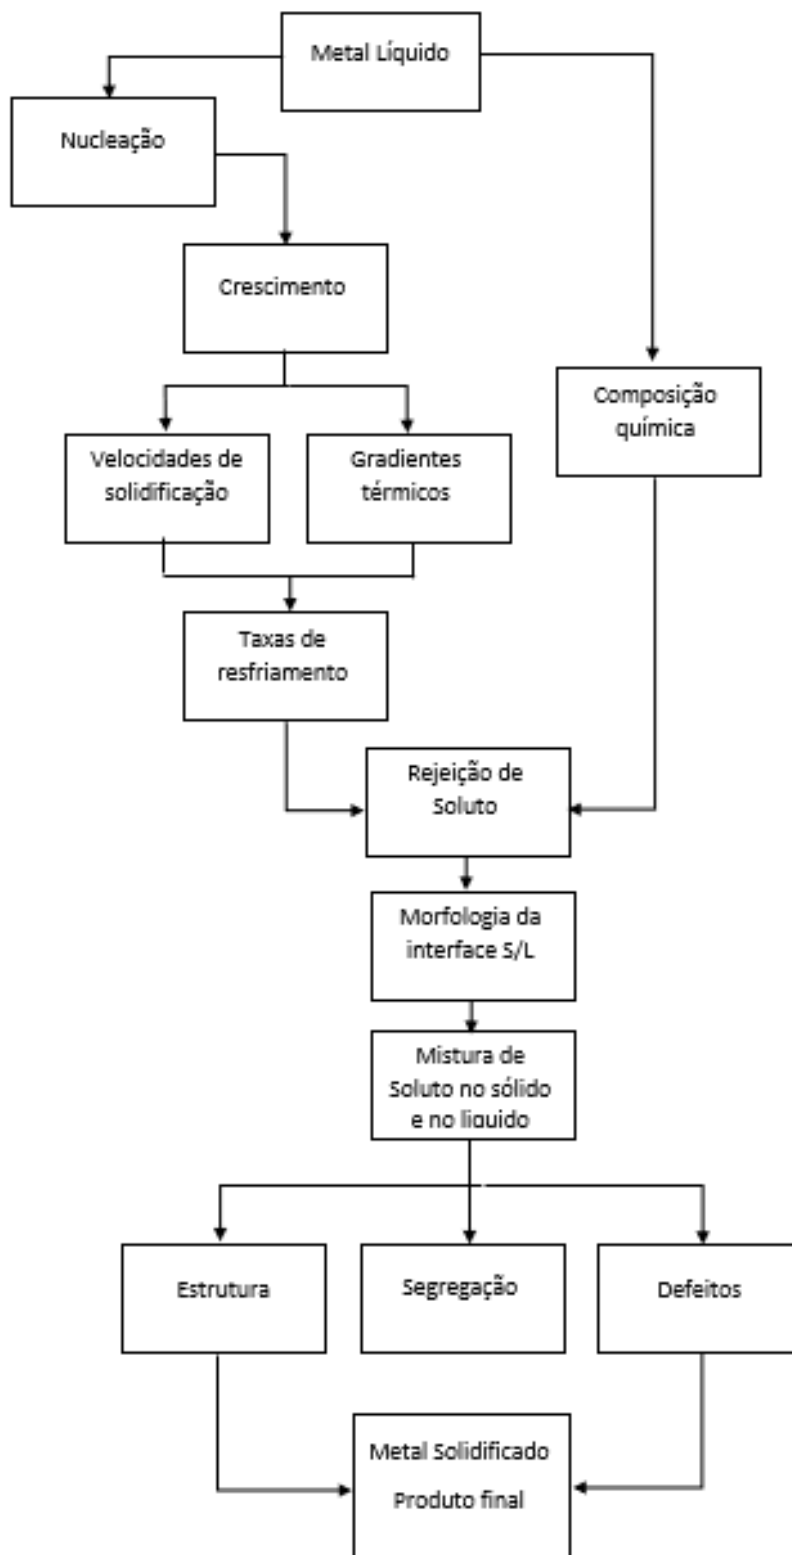 Metal Líquido
Nucleação
Crescimento
Composição
química
Velocidades de
solidificação
Gradientes
térmicos
Taxas de
resfriamento
Rejeição de
Soluto
Morfologia da
interface S/L
Mistura de
Soluto no sólido
e no liquido
Estrutura
Segregação
Defeitos
Metal Solidificado
Produto final